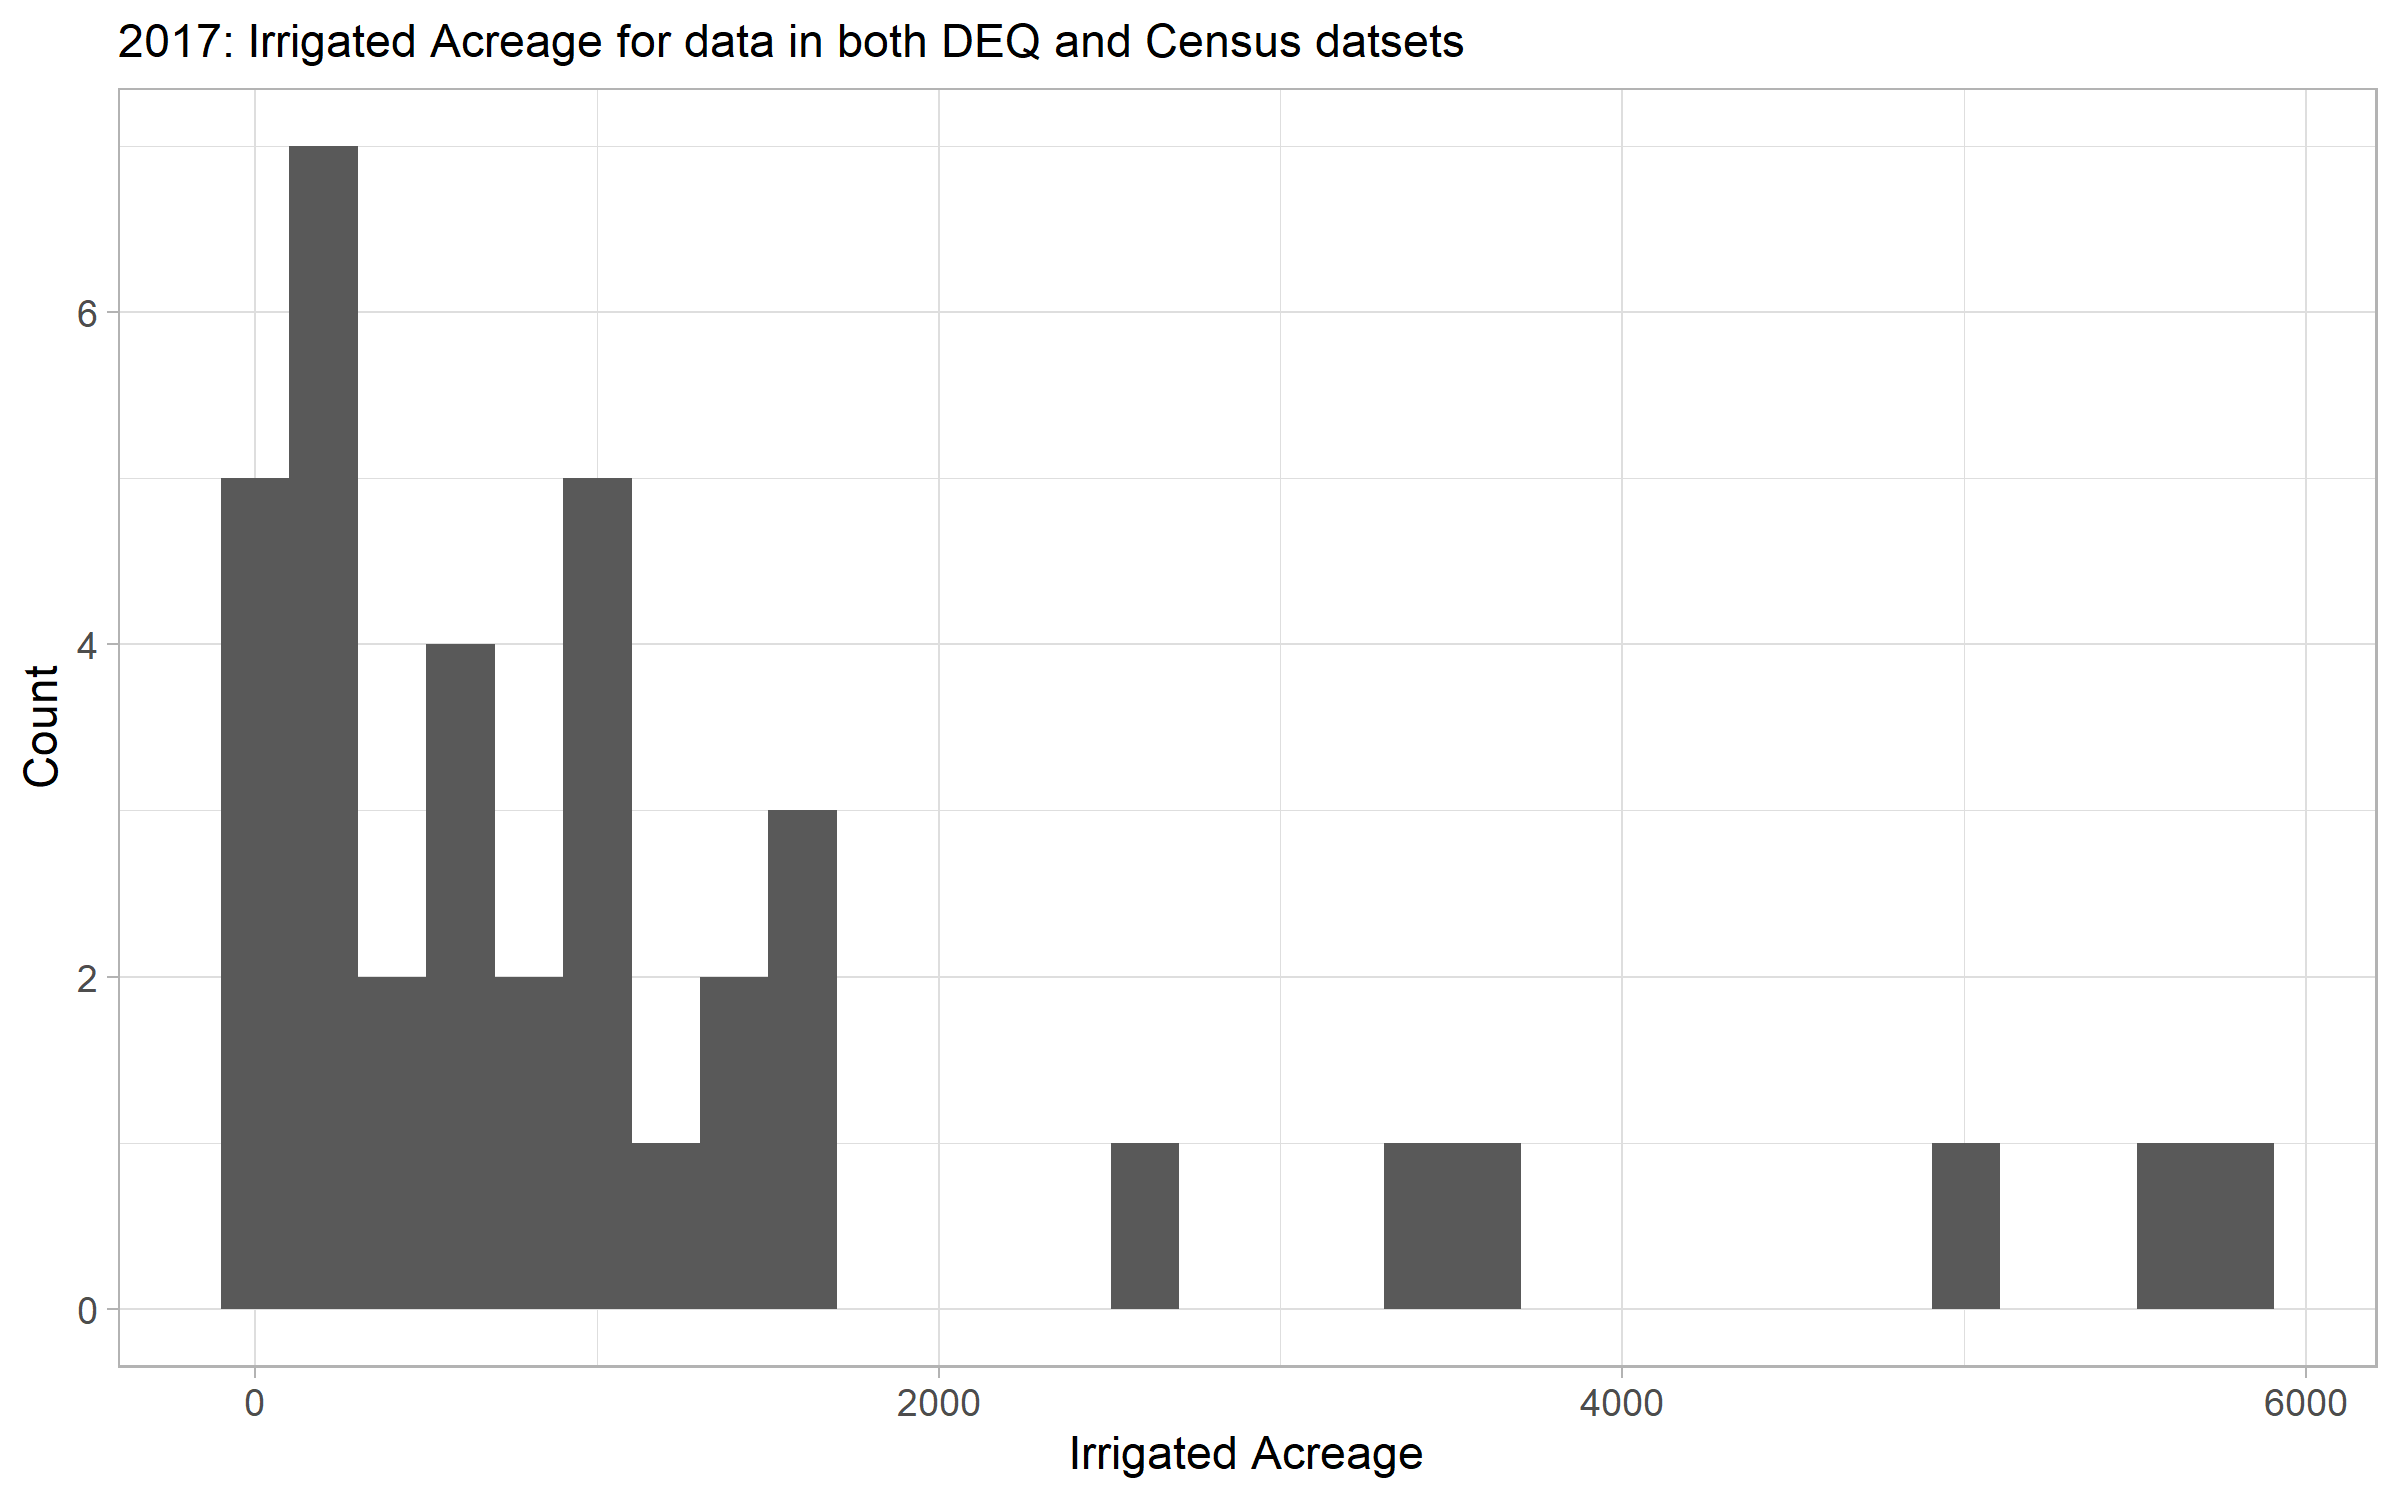 2017: Irrigated Acreage for data in both DEQ and Census datsets
6
4
2
0
Count
0 2000 4000 6000
Irrigated Acreage